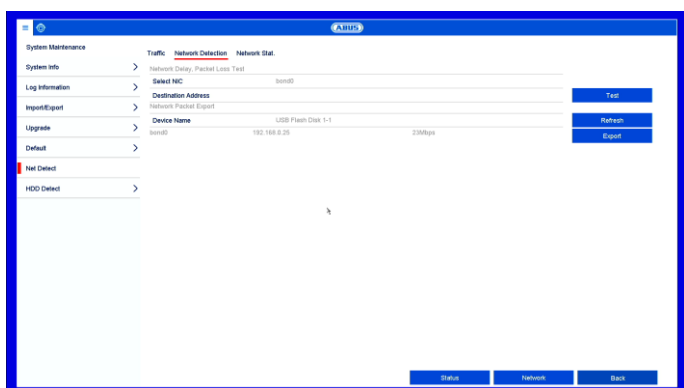 ABUS
System Maintenance
System Info
Log Information
Import/Export
Upgrade
Default
Net Detect
HDD Detect
Traffic Network Detection Network Stat.
Network Delay, Packet Loss Test
Select NIC bond0
Destination Address Test
Network Packet Export
Device Name USB Flash Disk 1-1 Refresh
bond0 192.168.0.25 23Mbps Export
Status Network Back